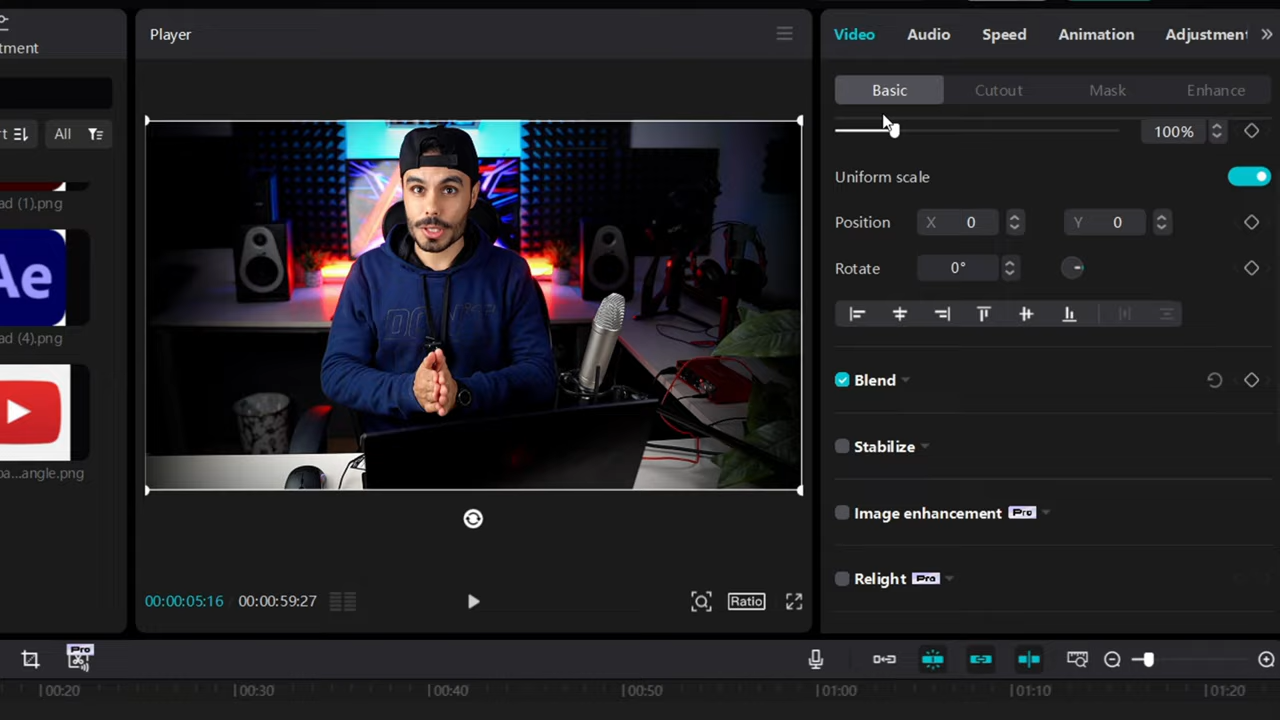 tment
rt
All
ad (1).png
Ae
ad (4).png
pa...angle.png
Player
00:00:05:16
00:00:59:27
Ratio
Video
Audio
Speed
Animation
Adjustment
Basic
Cutout
Mask
Enhance
100%
Uniform scale
Position
X 0
Y 0
Rotate
0°
Blend
Stabilize
Image enhancement Pro
Relight Pro
Pro
00:20
00:30
00:40
00:50
01:00
01:10
01:20